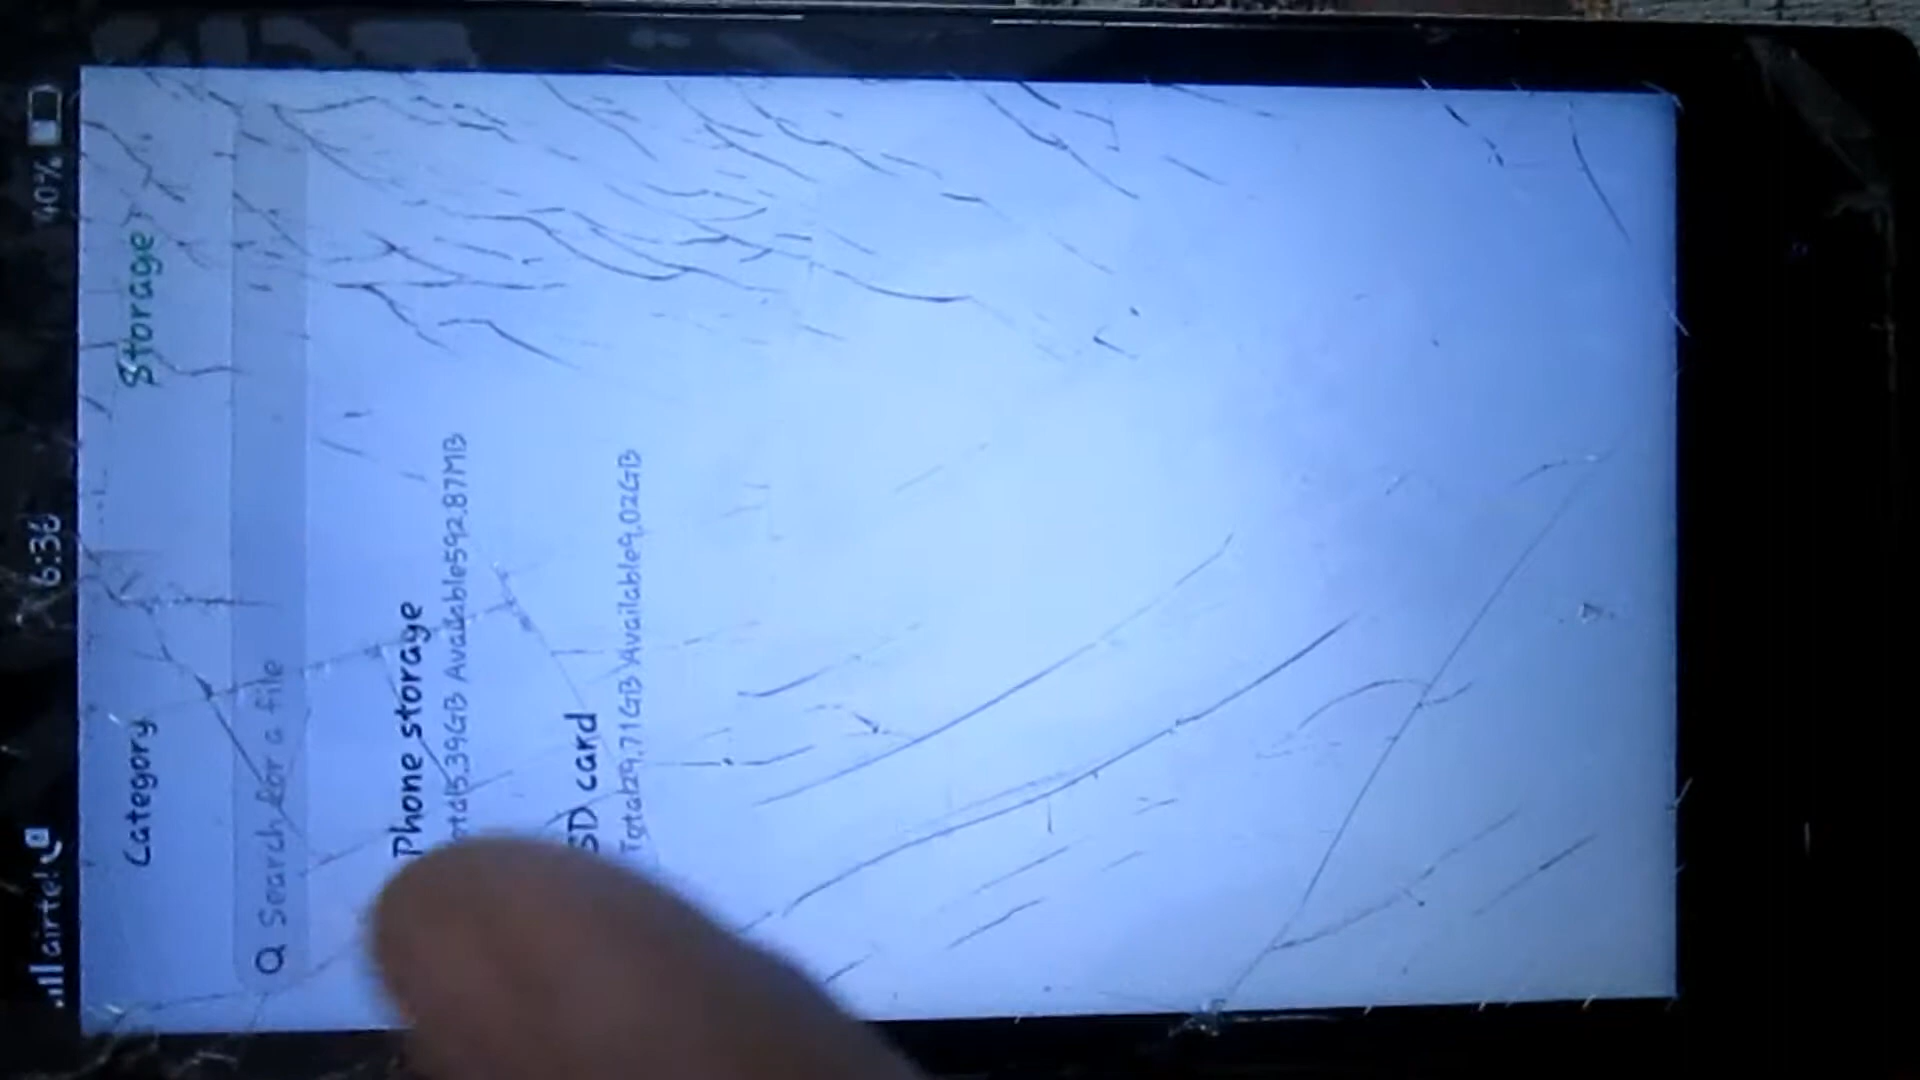 airtel 6:36 40%
Category Storage
Search for a file
Phone storage
5.39GB Available592.87MB
SD card
Total29.71GB Available9.02GB